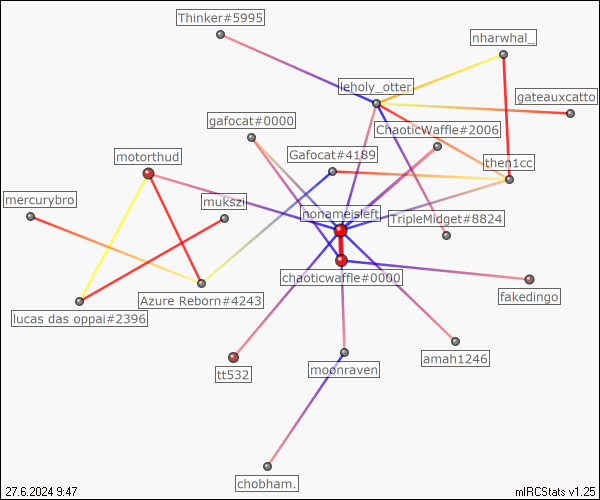 Thinker#5995
nharwhal_
leholy_otter
gateauxcatto
gafocat#0000
ChaoticWaffle#2006
Gafocat#4189
motorthud
then1cc
mercurybro
mukszi
nonameisleft
TripleMidget#8824
chaoticwaffle#0000
Azure Reborn#4243
fakedingo
lucas das oppai#2396
amah1246
tt532
moonraven
chobham.
27.6.2024 9:47
mIRCStats v1.25